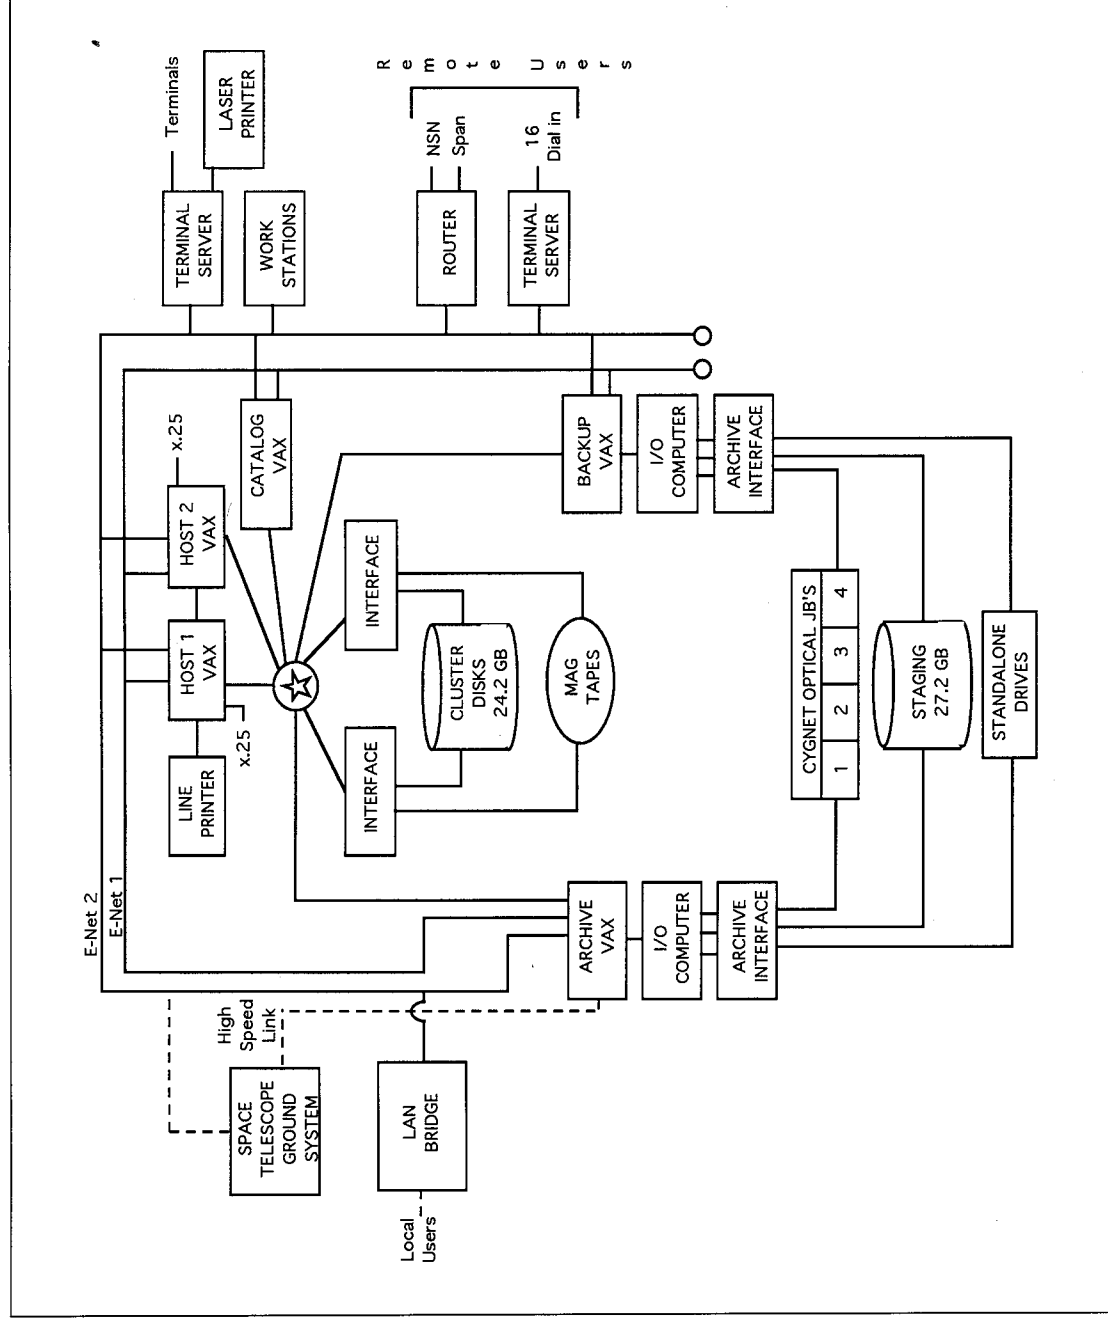 E-Net 2
E-Net 1
SPACE
TELESCOPE
GROUND
SYSTEM
High
Speed
Link
LAN
BRIDGE
Local
Users
LINE
PRINTER
x.25
HOST 1
VAX
HOST 2
VAX
x.25
CATALOG
VAX
TERMINAL
SERVER
Terminals
LASER
PRINTER
WORK
STATIONS
ROUTER
NSN
Span
TERMINAL
SERVER
16
Dial in
Remote Users
INTERFACE
INTERFACE
CLUSTER
DISKS
24.2 GB
MAG
TAPES
ARCHIVE
VAX
I/O
COMPUTER
ARCHIVE
INTERFACE
BACKUP
VAX
I/O
COMPUTER
ARCHIVE
INTERFACE
CYGNET OPTICAL JB'S
1 2 3 4
STAGING
27.2 GB
STANDALONE
DRIVES